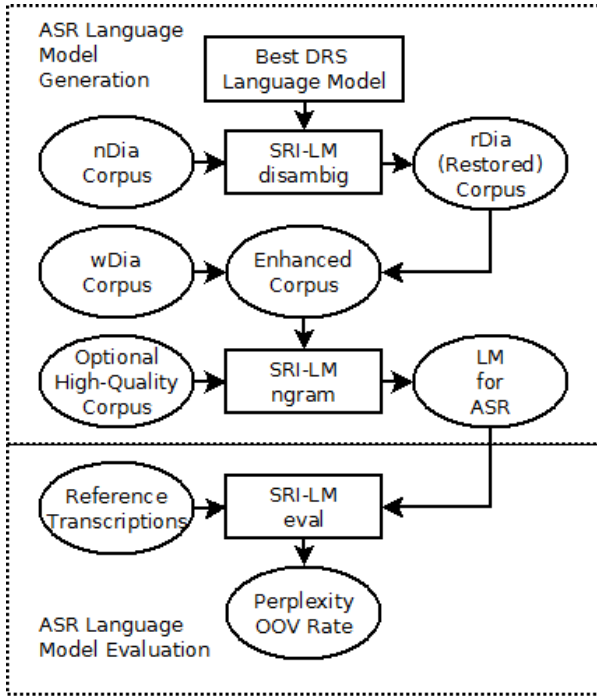 ASR Language
Model
Generation
Best DRS
Language Model
nDia
Corpus
SRI-LM
disambig
rDia
(Restored)
Corpus
wDia
Corpus
Enhanced
Corpus
Optional
High-Quality
Corpus
SRI-LM
ngram
LM
for
ASR
Reference
Transcriptions
SRI-LM
eval
Perplexity
OOV Rate
ASR Language
Model Evaluation